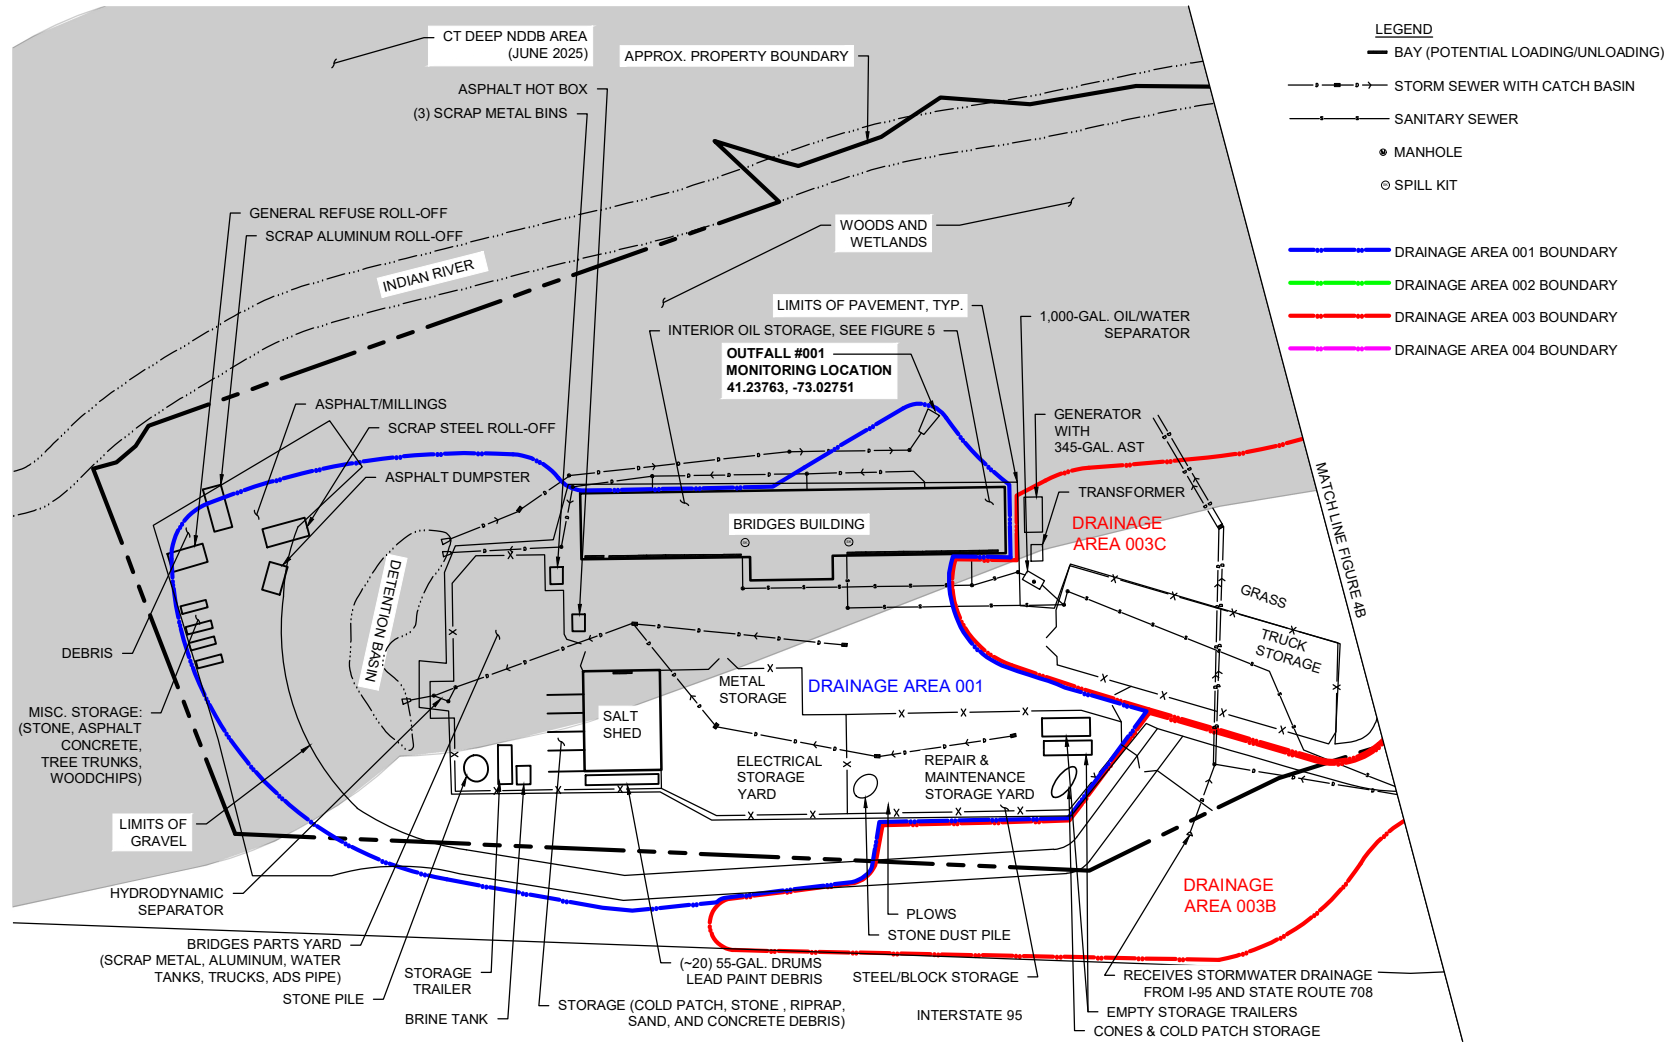 CT DEEP NDDB AREA
(JUNE 2025)
APPROX. PROPERTY BOUNDARY
ASPHALT HOT BOX
(3) SCRAP METAL BINS
LEGEND
BAY (POTENTIAL LOADING/UNLOADING)
STORM SEWER WITH CATCH BASIN
SANITARY SEWER
MANHOLE
SPILL KIT
DRAINAGE AREA 001 BOUNDARY
DRAINAGE AREA 002 BOUNDARY
DRAINAGE AREA 003 BOUNDARY
DRAINAGE AREA 004 BOUNDARY
GENERAL REFUSE ROLL-OFF
SCRAP ALUMINUM ROLL-OFF
INDIAN RIVER
WOODS AND
WETLANDS
LIMITS OF PAVEMENT, TYP.
INTERIOR OIL STORAGE, SEE FIGURE 5
1,000-GAL. OIL/WATER
SEPARATOR
OUTFALL #001
MONITORING LOCATION
41.23763, -73.02751
ASPHALT/MILLINGS
SCRAP STEEL ROLL-OFF
ASPHALT DUMPSTER
GENERATOR
WITH
345-GAL. AST
TRANSFORMER
MATCH LINE FIGURE 4B
BRIDGES BUILDING
DRAINAGE
AREA 003C
DETENTION BASIN
GRASS
TRUCK
STORAGE
DEBRIS
METAL
STORAGE
DRAINAGE AREA 001
MISC. STORAGE:
(STONE, ASPHALT
CONCRETE,
TREE TRUNKS,
WOODCHIPS)
SALT
SHED
ELECTRICAL
STORAGE
YARD
REPAIR &
MAINTENANCE
STORAGE YARD
LIMITS OF
GRAVEL
HYDRODYNAMIC
SEPARATOR
DRAINAGE
AREA 003B
PLOWS
STONE DUST PILE
BRIDGES PARTS YARD
(SCRAP METAL, ALUMINUM, WATER
TANKS, TRUCKS, ADS PIPE)
STONE PILE
STORAGE
TRAILER
BRINE TANK
(~20) 55-GAL. DRUMS
LEAD PAINT DEBRIS
STORAGE (COLD PATCH, STONE , RIPRAP,
SAND, AND CONCRETE DEBRIS)
STEEL/BLOCK STORAGE
INTERSTATE 95
RECEIVES STORMWATER DRAINAGE
FROM I-95 AND STATE ROUTE 708
EMPTY STORAGE TRAILERS
CONES & COLD PATCH STORAGE